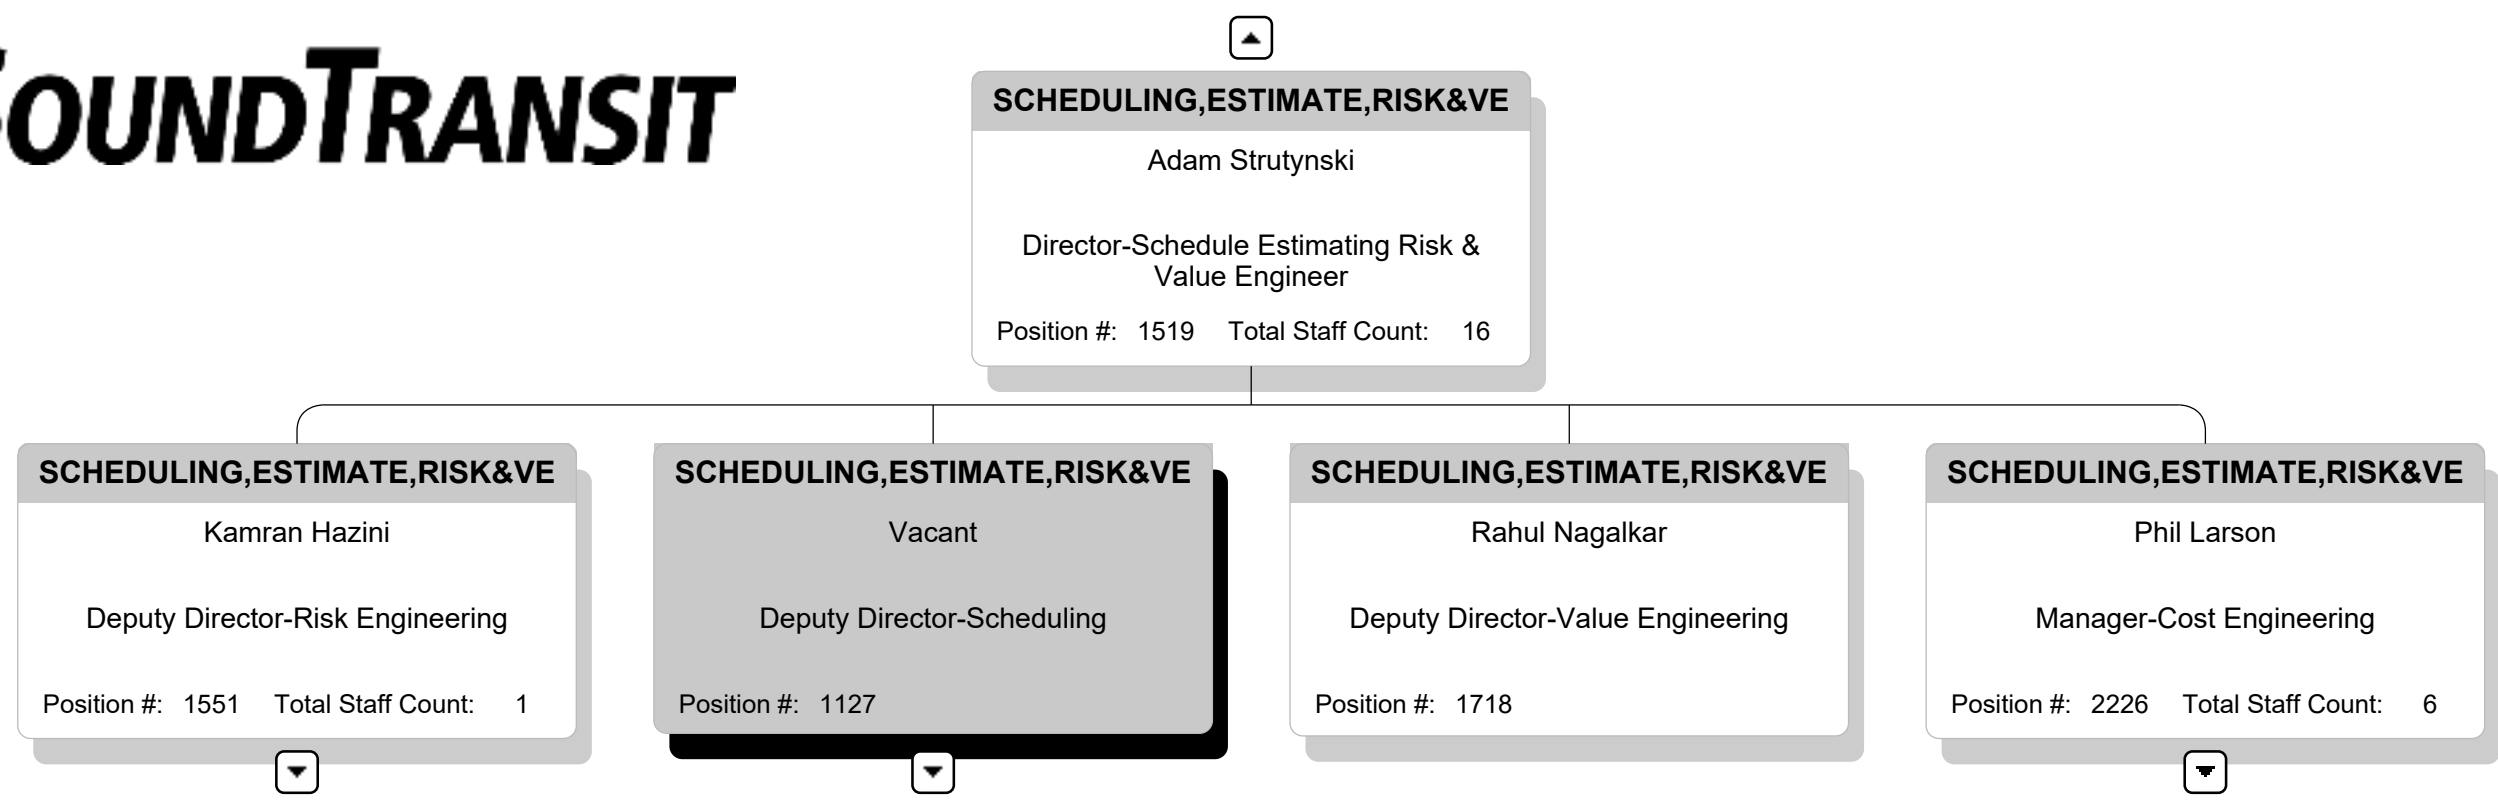 SOUNDTRANSIT
SCHEDULING,ESTIMATE,RISK&VE
Adam Strutynski
Director-Schedule Estimating Risk &
Value Engineer
Position #: 1519 Total Staff Count: 16
SCHEDULING,ESTIMATE,RISK&VE
Kamran Hazini
Deputy Director-Risk Engineering
Position #: 1551 Total Staff Count: 1
SCHEDULING,ESTIMATE,RISK&VE
Vacant
Deputy Director-Scheduling
Position #: 1127
SCHEDULING,ESTIMATE,RISK&VE
Rahul Nagalkar
Deputy Director-Value Engineering
Position #: 1718
SCHEDULING,ESTIMATE,RISK&VE
Phil Larson
Manager-Cost Engineering
Position #: 2226 Total Staff Count: 6